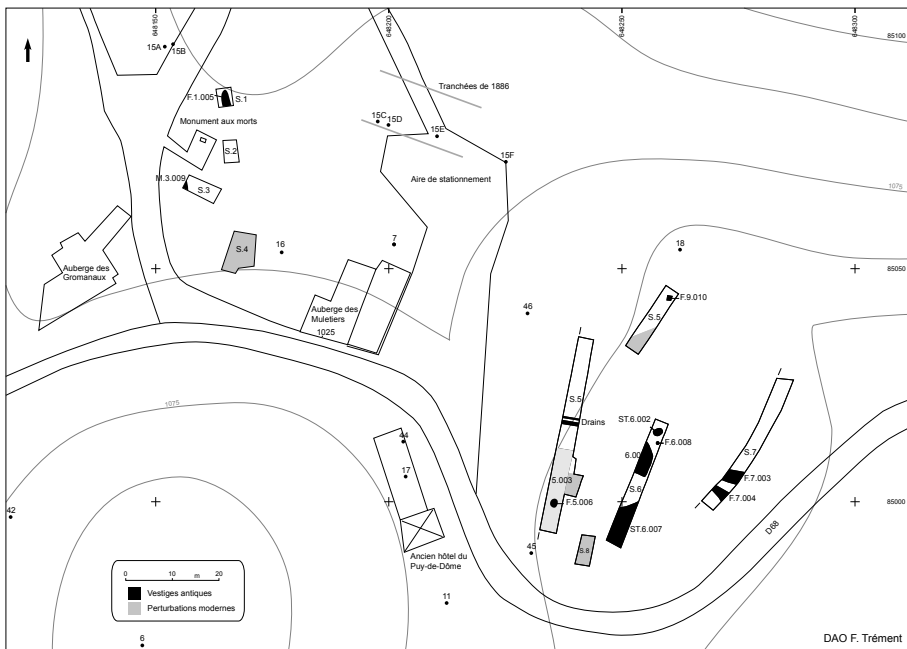 648150
648200
648250
648300
85100
15A
15B
F.1.005
S.1
Tranchées de 1886
Monument aux morts
15C
15D
15E
S.2
15F
M.3.009
S.3
Aire de stationnement
1075
S.4
16
7
18
Auberge des
Gromanaux
85050
Auberge des
Muletiers
1025
46
F.9.010
S.5
1075
S.5
Drains
ST.6.002
F.6.008
44
6.00
S.7
17
5.003
S.6
F.7.003
F.7.004
42
F.5.006
85000
ST.6.007
D68
Ancien hôtel du
Puy-de-Dôme
45
S.8
0 10 m 20
Vestiges antiques
Perturbations modernes
11
6
DAO F. Trément